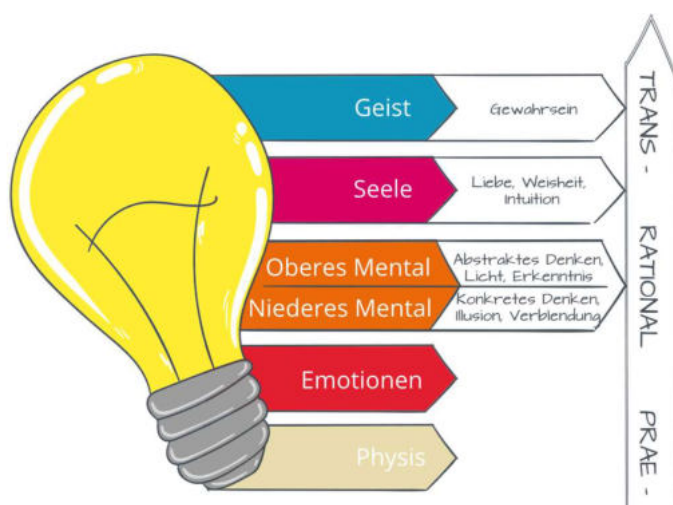 Geist
Gewahrsein
Seele
Liebe, Weisheit,
Intuition
Oberes Mental
Abstraktes Denken,
Licht, Erkenntnis
Niederes Mental
Konkretes Denken,
Illusion, Verblendung
Emotionen
Physis
TRANS -
RATIONAL
PRAE -